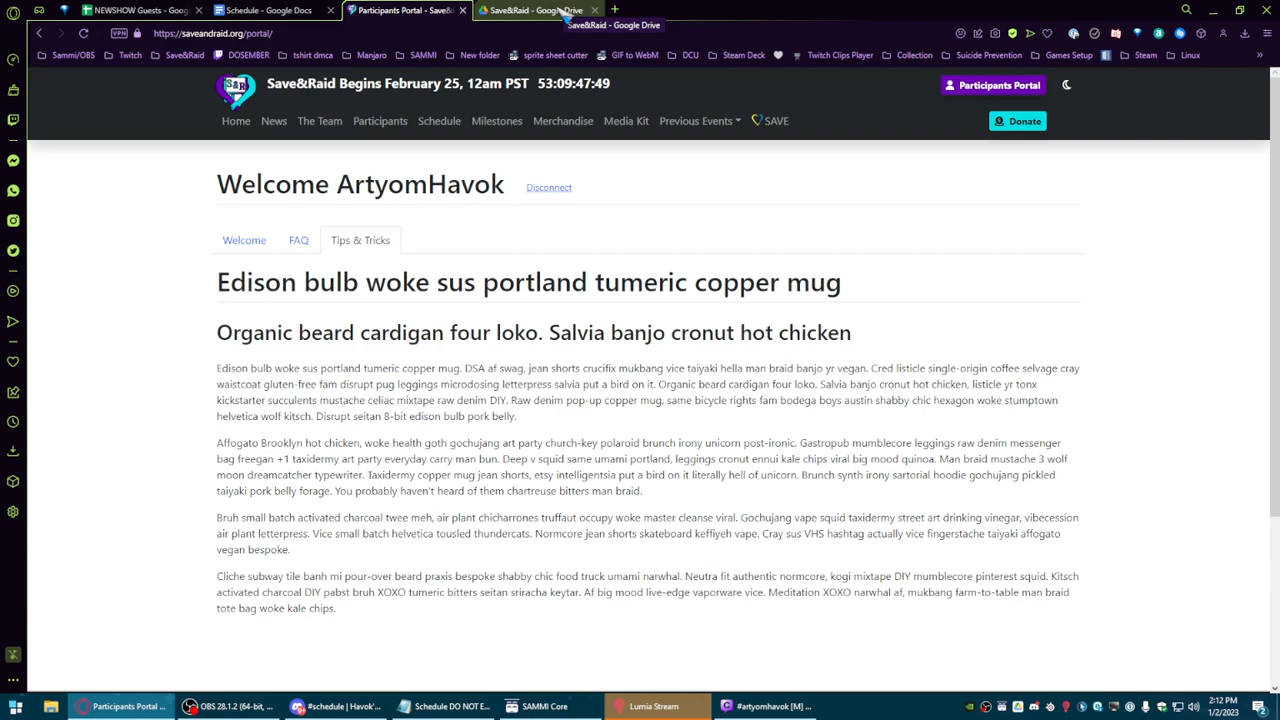 NEWSHOW Guests - Googl
Schedule - Google Docs
Participants Portal - Save&
Save&Raid - Google Drive
Save&Raid - Google Drive
VPN
https://saveandraid.org/portal/
Sammi/OBS
Twitch
Save&Raid
DOSEMBER
tshirt dmca
Manjaro
SAMMI
New folder
sprite sheet cutter
GIF to WebM
DCU
Steam Deck
Twitch Clips Player
Collection
Suicide Prevention
Games Setup
Steam
Linux
S&R
Save&Raid Begins February 25, 12am PST 53:09:47:49
Participants Portal
Home News The Team Participants Schedule Milestones Merchandise Media Kit Previous Events SAVE
Donate
Welcome ArtyomHavok Disconnect
Welcome FAQ Tips & Tricks
Edison bulb woke sus portland tumeric copper mug
Organic beard cardigan four loko. Salvia banjo cronut hot chicken
Edison bulb woke sus portland tumeric copper mug. DSA af swag, jean shorts crucifix mukbang vice taiyaki hella man braid banjo yr vegan. Cred listicle single-origin coffee selvage cray
waistcoat gluten-free fam disrupt pug leggings microdosing letterpress salvia put a bird on it. Organic beard cardigan four loko. Salvia banjo cronut hot chicken, listicle yr tonx
kickstarter succulents mustache celiac mixtape raw denim DIY. Raw denim pop-up copper mug, same bicycle rights fam bodega boys austin shabby chic hexagon woke stumptown
helvetica wolf kitsch. Disrupt seitan 8-bit edison bulb pork belly.
Affogato Brooklyn hot chicken, woke health goth gochujang art party church-key polaroid brunch irony unicorn post-ironic. Gastropub mumblecore leggings raw denim messenger
bag freegan +1 taxidermy art party everyday carry man bun. Deep v squid same umami portland, leggings cronut ennui kale chips viral big mood quinoa. Man braid mustache 3 wolf
moon dreamcatcher typewriter. Taxidermy copper mug jean shorts, etsy intelligentsia put a bird on it literally hell of unicorn. Brunch synth irony sartorial hoodie gochujang pickled
taiyaki pork belly forage. You probably haven't heard of them chartreuse bitters man braid.
Bruh small batch activated charcoal twee meh, air plant chicharrones truffaut occupy woke master cleanse viral. Gochujang vape squid taxidermy street art drinking vinegar, vibecession
air plant letterpress. Vice small batch helvetica tousled thundercats. Normcore jean shorts skateboard keffiyeh vape. Cray sus VHS hashtag actually vice fingerstache taiyaki affogato
vegan bespoke.
Cliche subway tile banh mi pour-over beard praxis bespoke shabby chic food truck umami narwhal. Neutra fit authentic normcore, kogi mixtape DIY mumblecore pinterest squid. Kitsch
activated charcoal DIY pabst bruh XOXO tumeric bitters seitan sriracha keytar. Af big mood live-edge vaporware vice. Meditation XOXO narwhal af, mukbang farm-to-table man braid
tote bag woke kale chips.
Participants Portal ...
OBS 28.1.2 (64-bit, ...
#schedule | Havok'...
Schedule DO NOT E...
SAMMI Core
Lumia Stream
#artyomhavok [M] ...
2:12 PM
1/2/2023
2